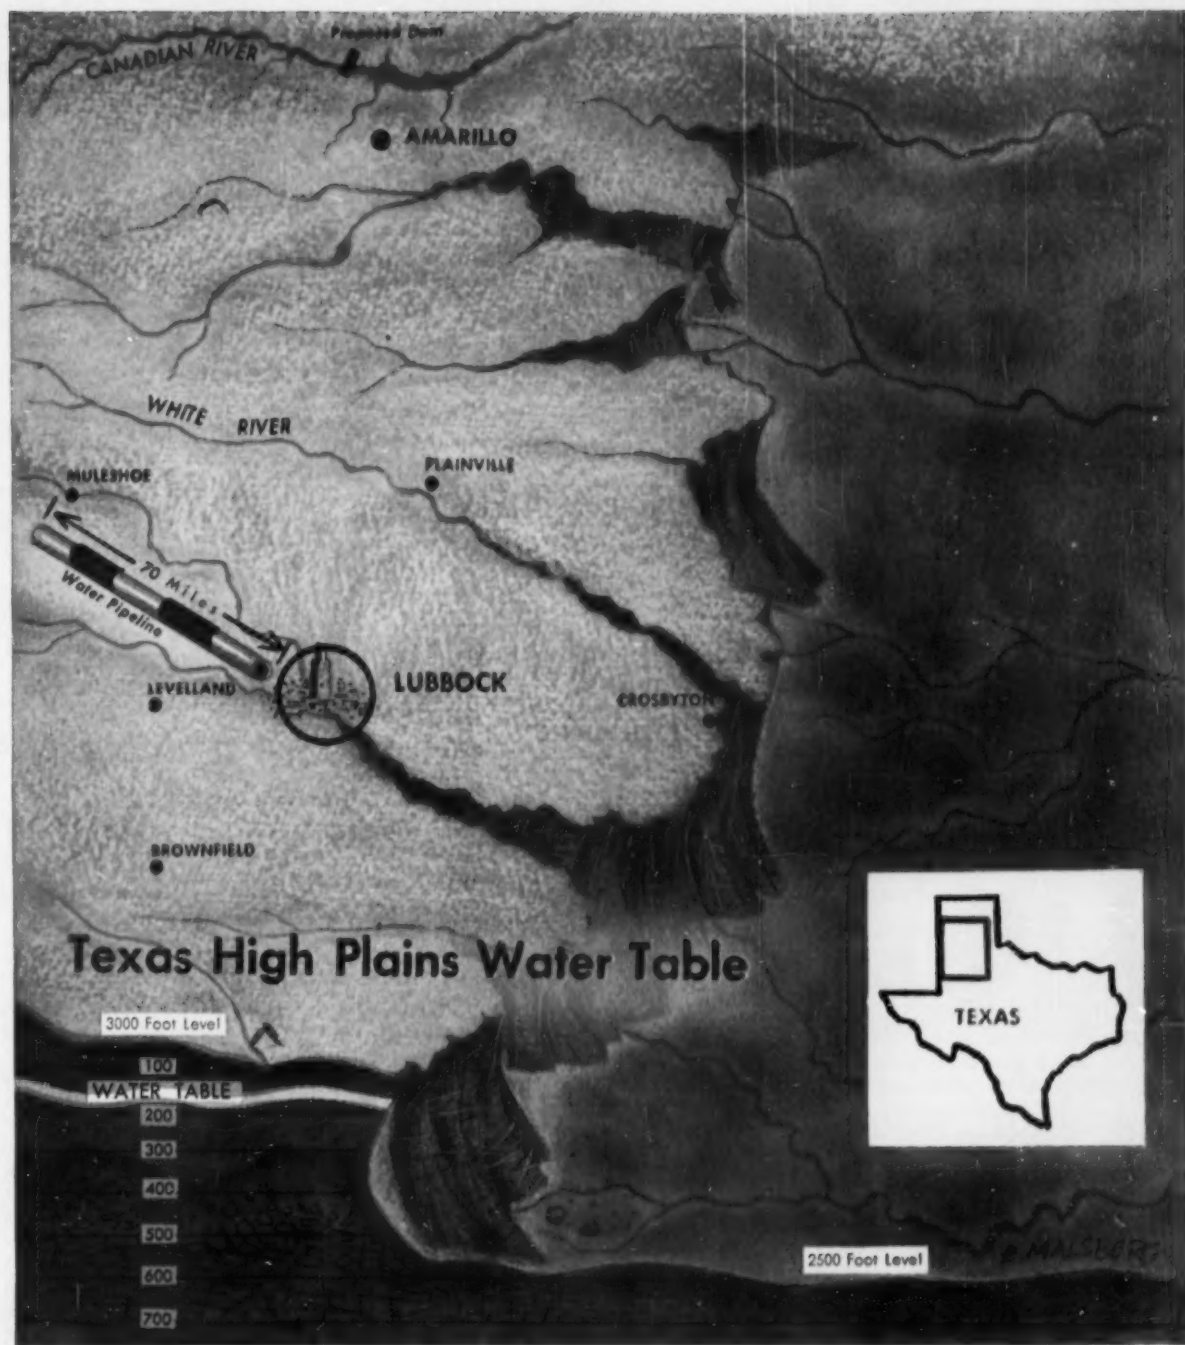 Proposed Dam
CANADIAN RIVER
AMARILLO
WHITE RIVER
MULESHOE
PLAINVILLE
70 Miles
Water Pipeline
LEVELLAND
LUBBOCK
CROSBYTON
BROWNFIELD
Texas High Plains Water Table
3000 Foot Level
TEXAS
100
WATER TABLE
200
300
400
500
MALSBERG
2500 Foot Level
600
700